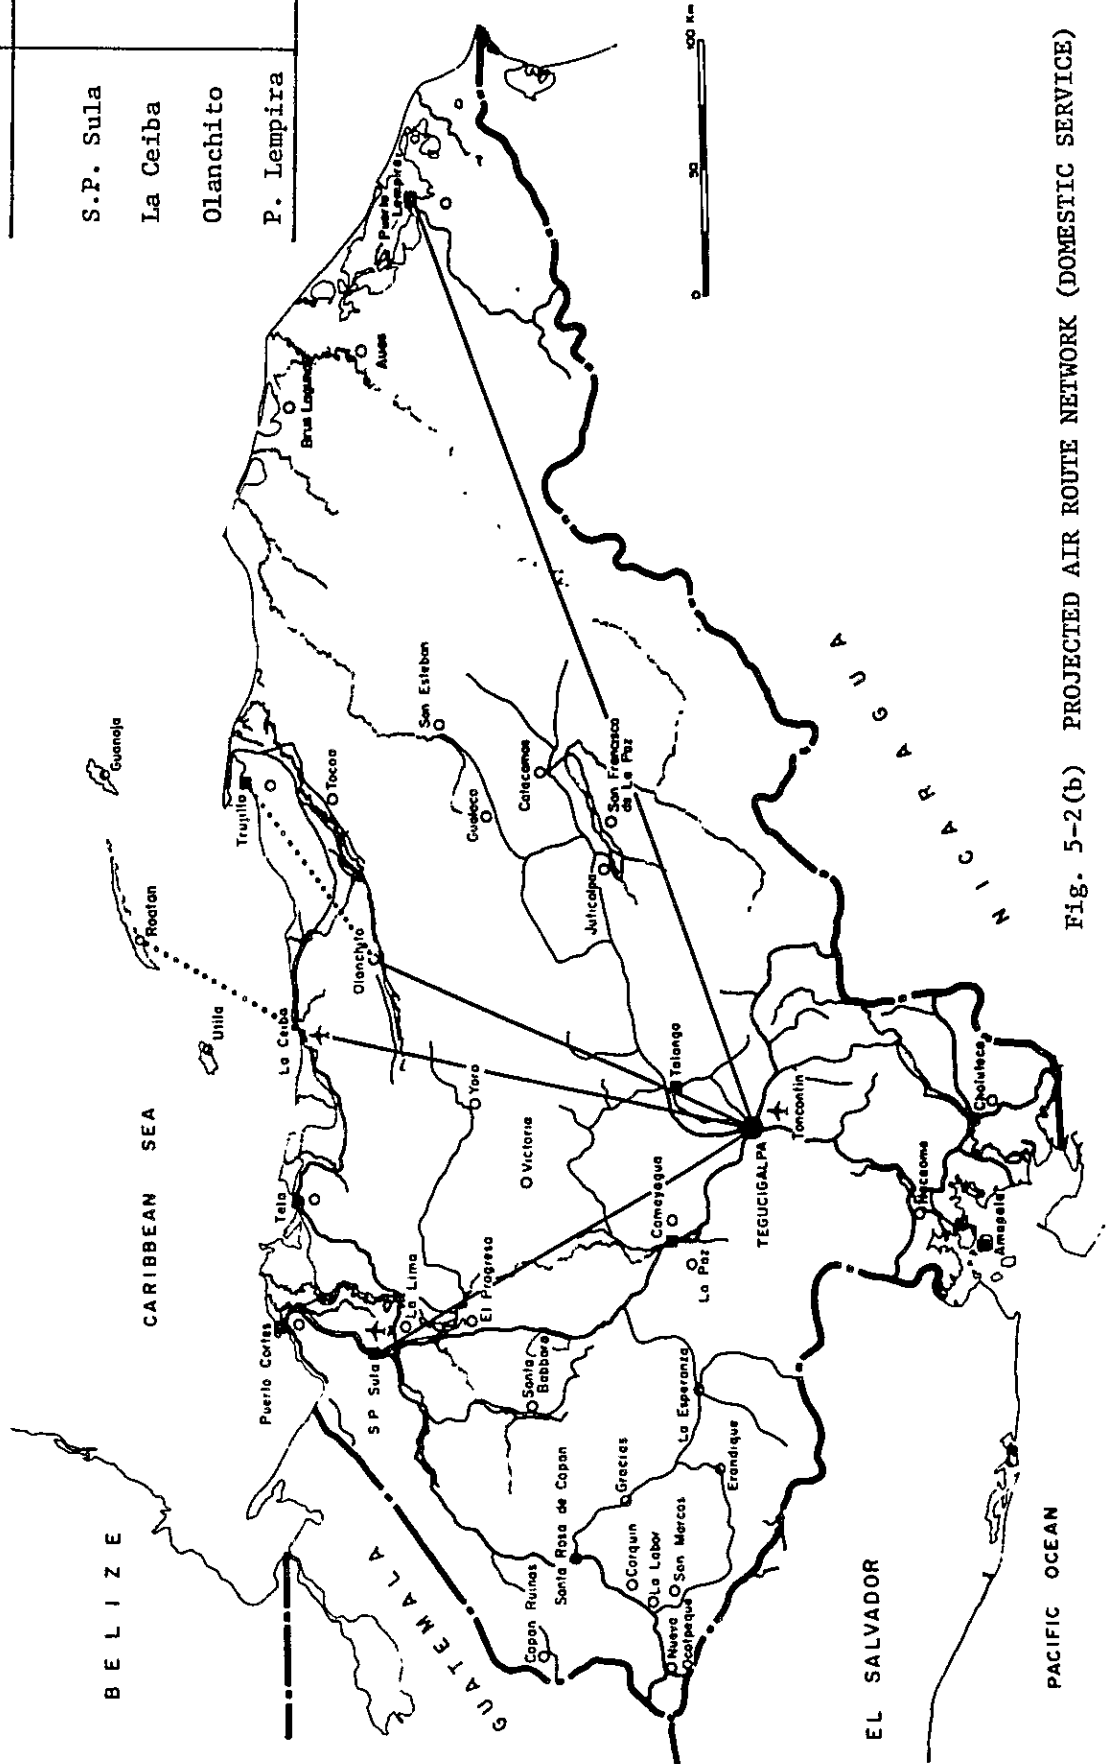 S.P. Sula
La Ceiba
Olanchito
P. Lempira
BELIZE
CARIBBEAN SEA
GUATEMALA
Utila
Roatan
Guanaja
Puerto Cortes
Tela
La Ceiba
Trujillo
Tocoa
Olanchito
S P Sula
La Lima
El Progreso
Yoro
Victoria
Santa
Babbara
San Esteban
Gualaco
Catacamas
San Francisco
de La Paz
Juticalpa
Brus Laguna
Auas
Puerto
Lempira
Copan Ruinas
Santa Rosa de Copan
Gracias
Corquin
La Labor
San Marcos
Nueva
Ocotpeque
La Esperanza
Erandique
Comayagua
La Paz
Talanga
TEGUCIGALPA
Toncontin
Nacaome
Choluteca
Amapala
NICARAGUA
EL SALVADOR
PACIFIC OCEAN
0 50 100 Km
Fig. 5-2(b) PROJECTED AIR ROUTE NETWORK (DOMESTIC SERVICE)